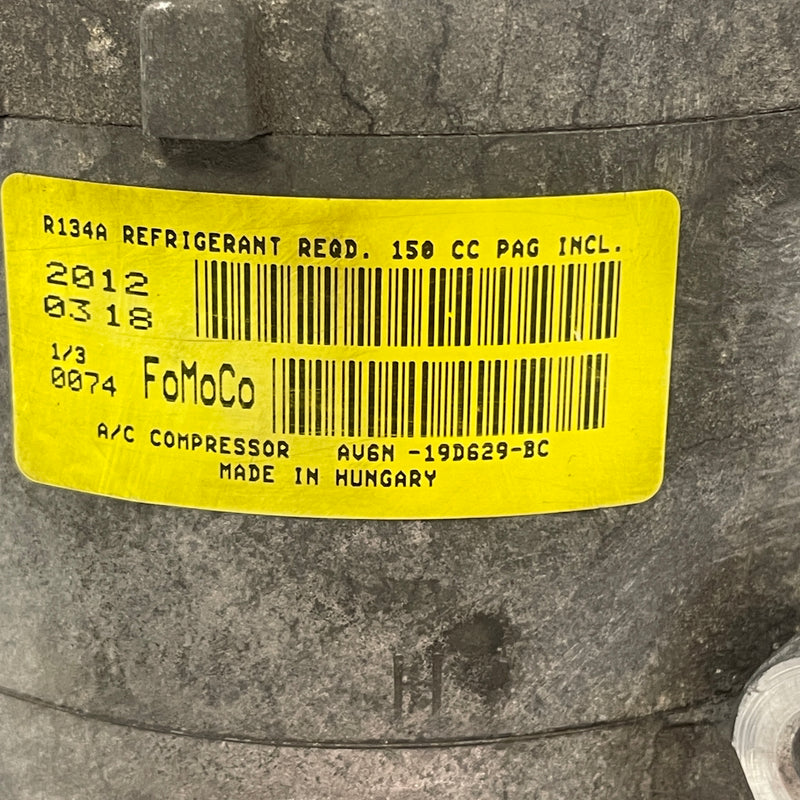 R134A REFRIGERANT REQD. 150 CC PAG INCL.
2012
0318
1/3
0074 FoMoCo
A/C COMPRESSOR AV6N -19D629-BC
MADE IN HUNGARY
H